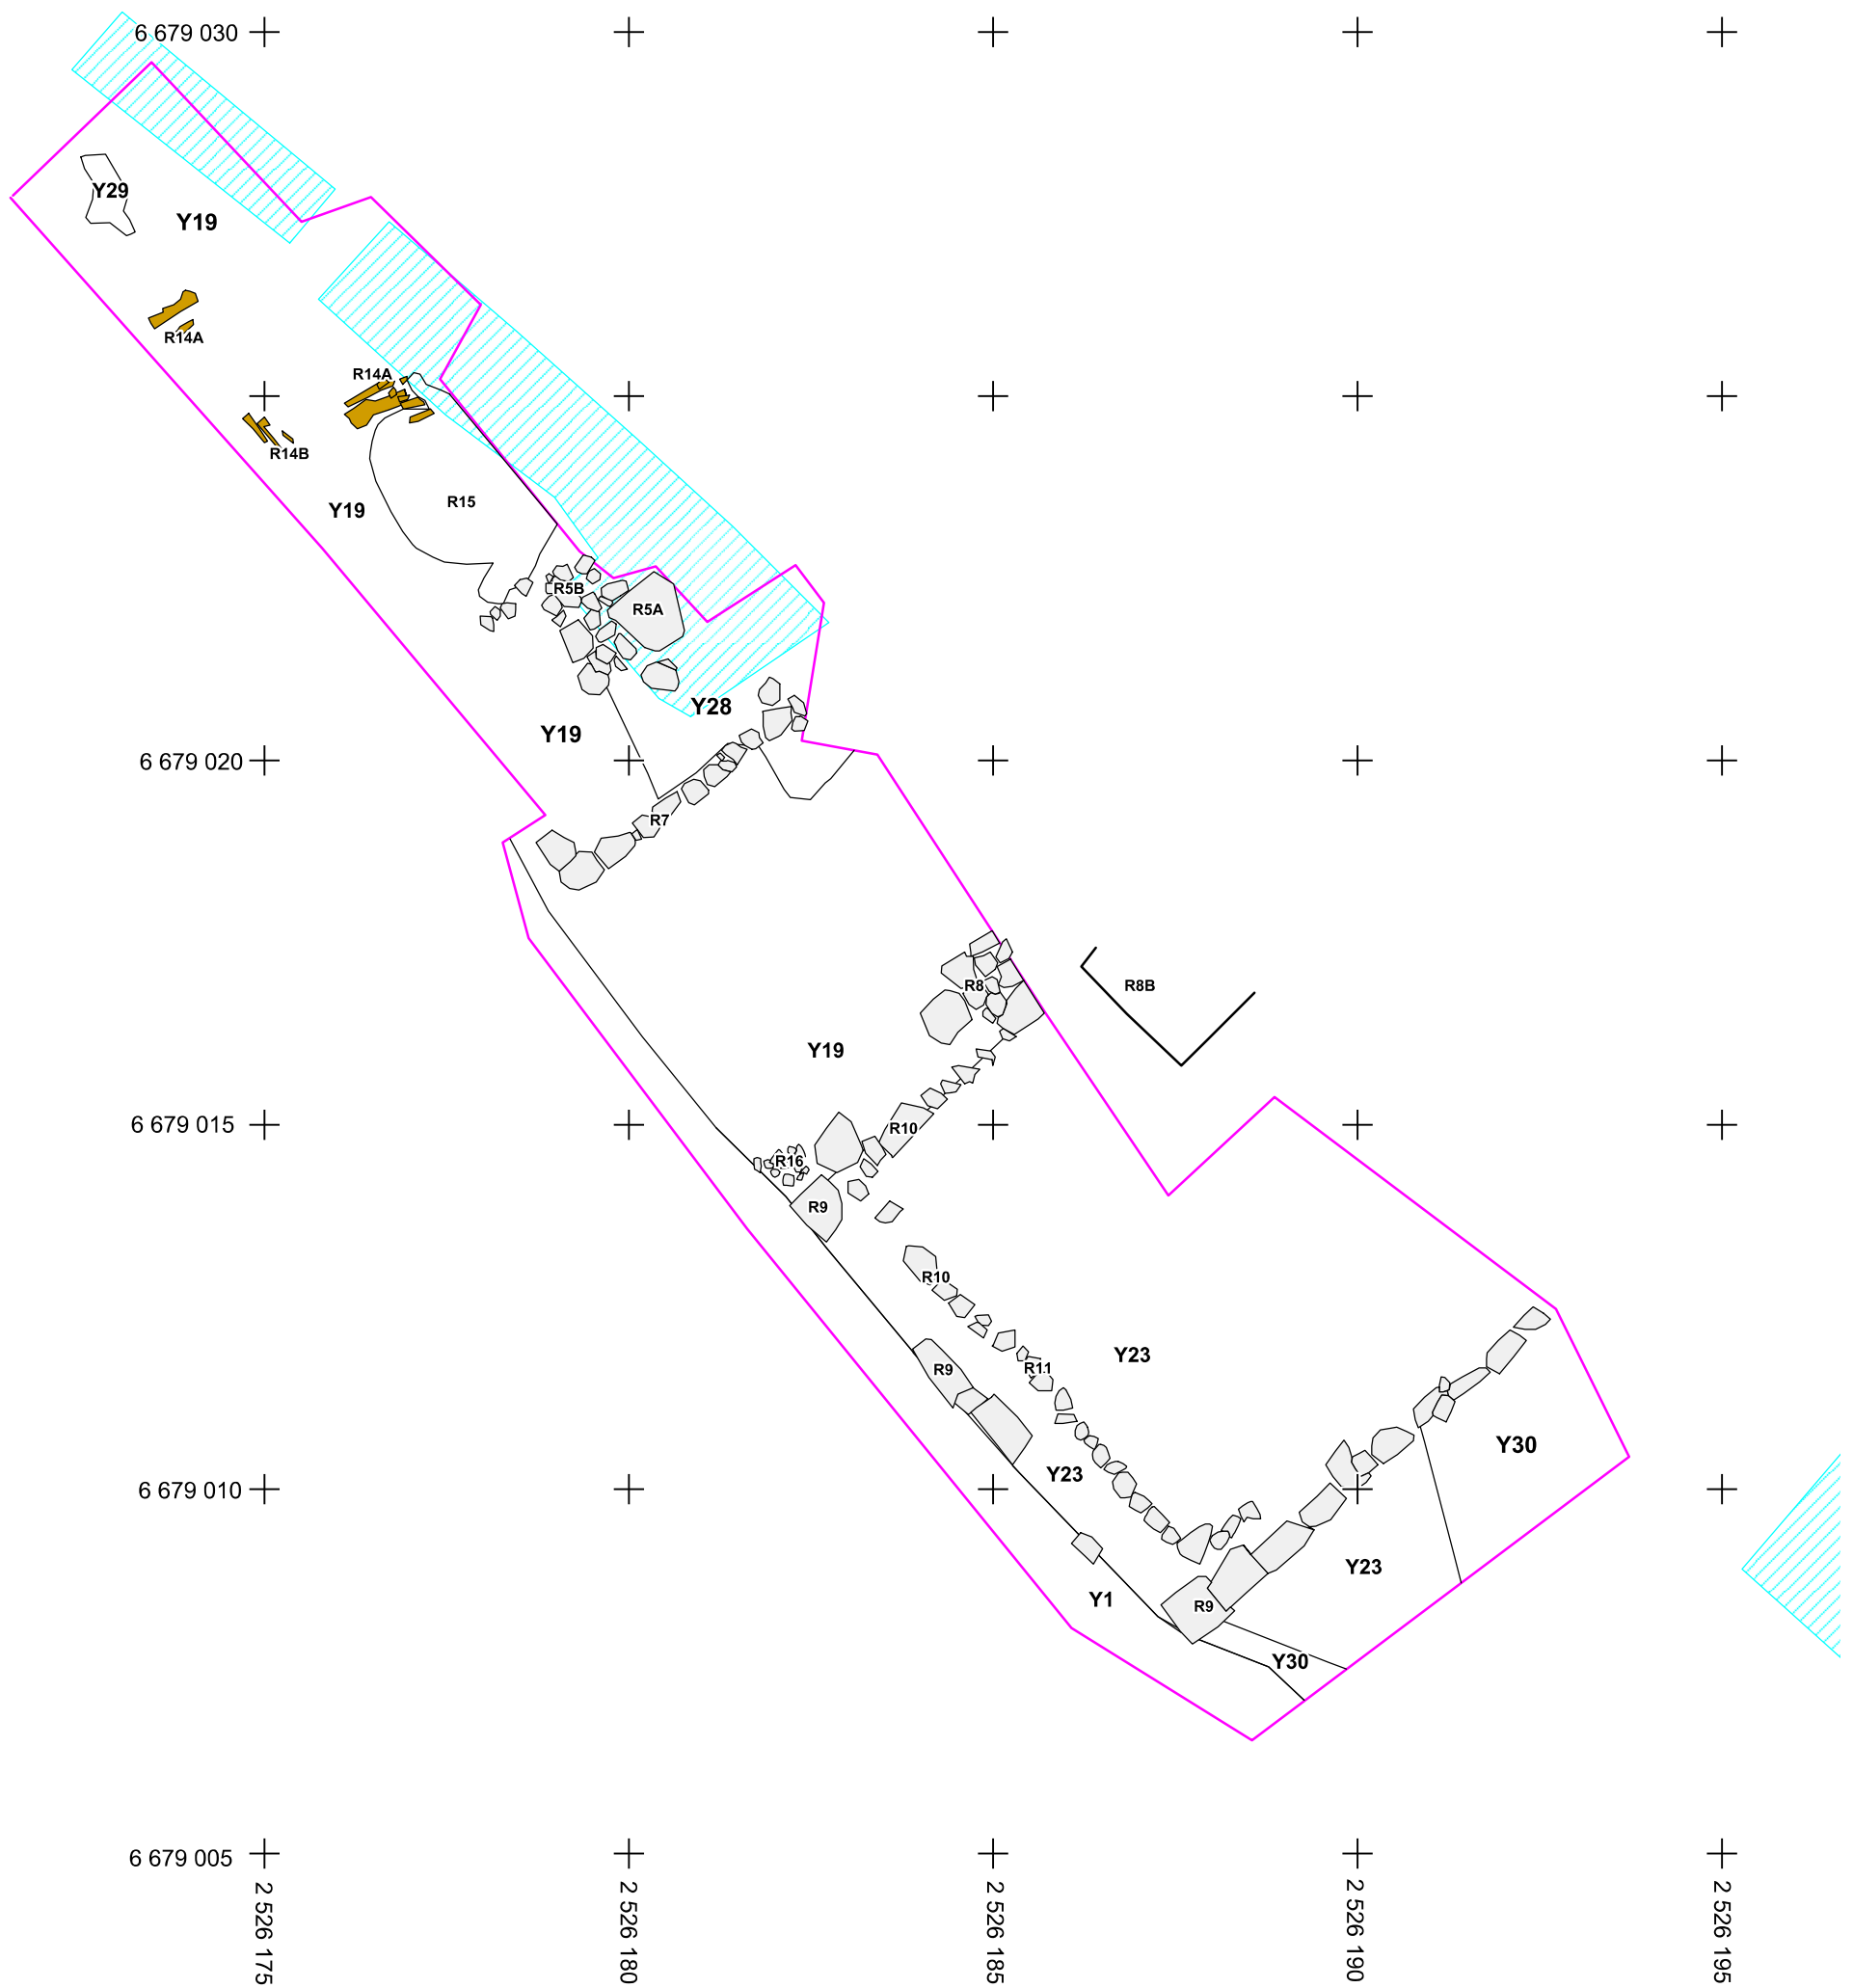 6 679 030
Y29
Y19
R14A
R14A
R14B
R15
Y19
R5B
R5A
Y28
Y19
6 679 020
R7
R8
R8B
Y19
6 679 015
R10
R16
R9
R10
Y23
R11
R9
Y30
Y23
6 679 010
Y23
Y1
R9
Y30
6 679 005
2 526 175
2 526 180
2 526 185
2 526 190
2 526 195